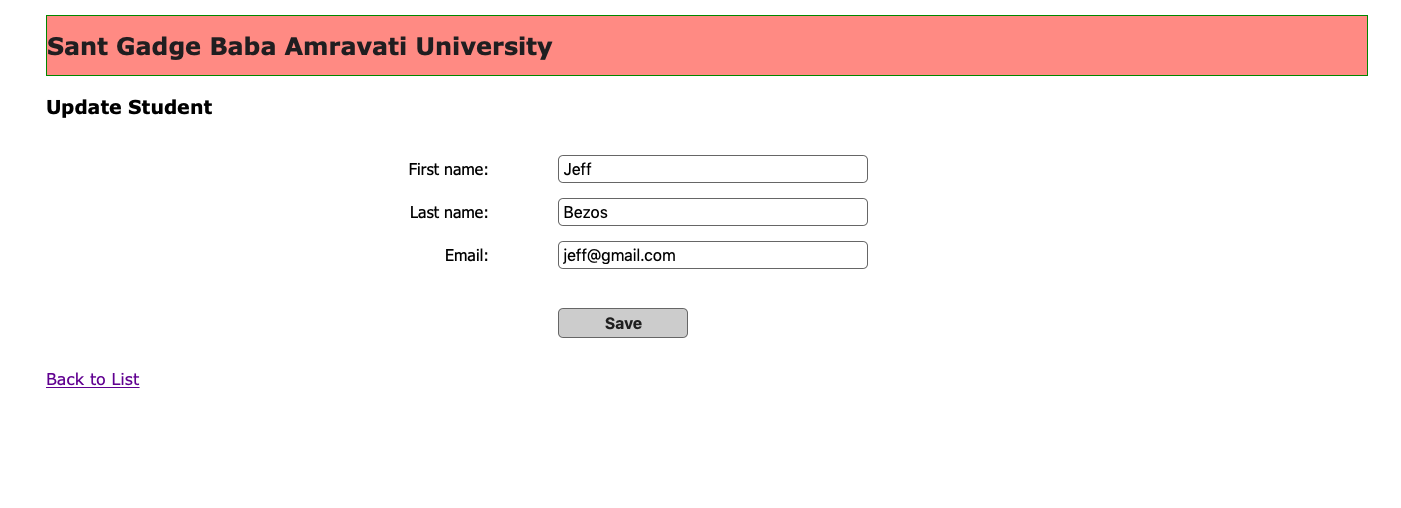 Sant Gadge Baba Amravati University
Update Student
First name: Jeff
Last name: Bezos
Email: jeff@gmail.com
Save
Back to List